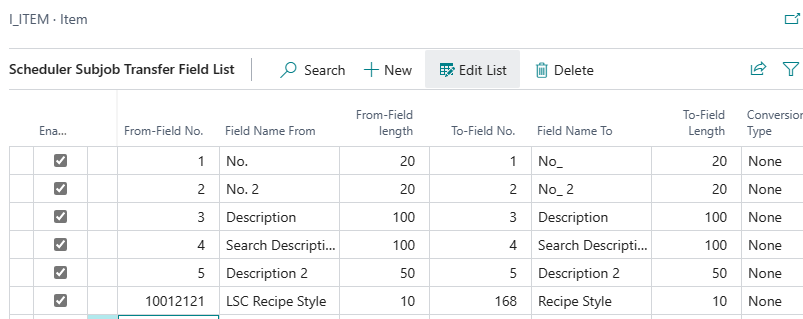 I_ITEM · Item
Scheduler Subjob Transfer Field List Search New Edit List Delete
Ena... From-Field No. Field Name From From-Field length To-Field No. Field Name To To-Field Length Conversion Type
1 No. 20 1 No_ 20 None
2 No. 2 20 2 No_ 2 20 None
3 Description 100 3 Description 100 None
4 Search Descripti... 100 4 Search Descripti... 100 None
5 Description 2 50 5 Description 2 50 None
10012121 LSC Recipe Style 10 168 Recipe Style 10 None